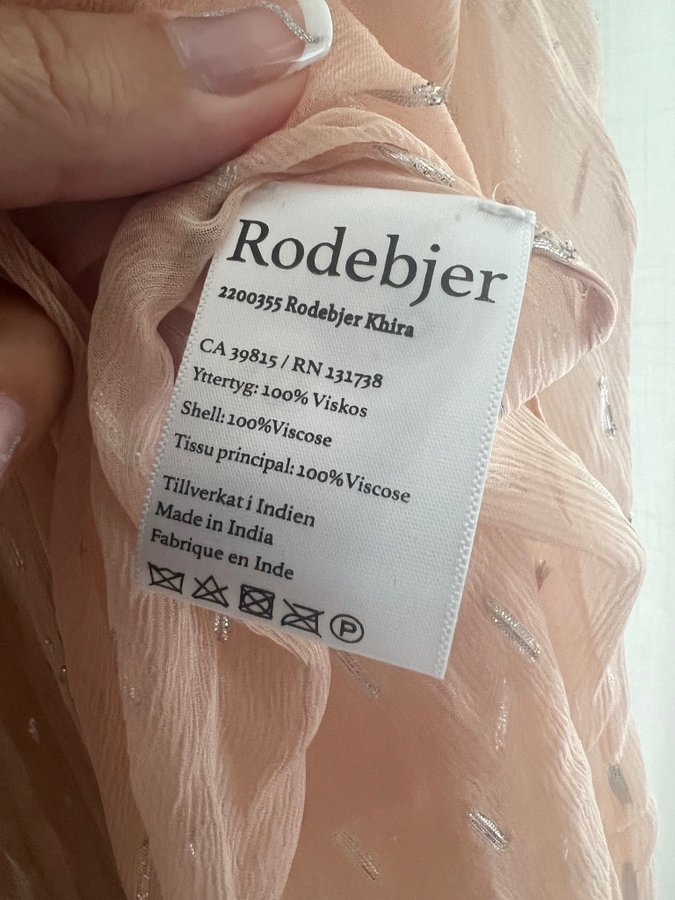 Rodebjer
2200355 Rodebjer Khira
CA 39815 / RN 131738
Yttertyg: 100% Viskos
Shell: 100%Viscose
Tissu principal: 100%Viscose
Tillverkat i Indien
Made in India
Fabrique en Inde
P